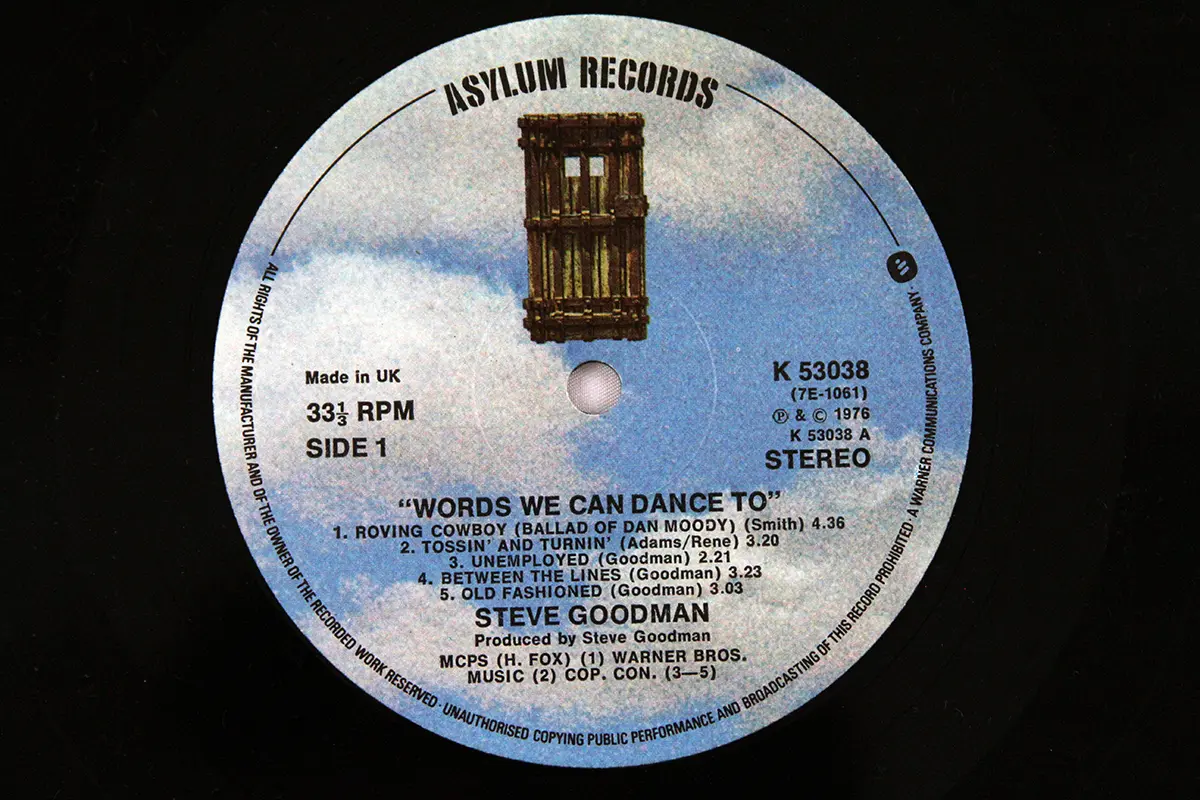 ASYLUM RECORDS
Made in UK
33⅓ RPM
SIDE 1
K 53038
(7E-1061)
Ⓟ & © 1976
K 53038 A
STEREO
“WORDS WE CAN DANCE TO”
1. ROVING COWBOY (BALLAD OF DAN MOODY) (Smith) 4.36
2. TOSSIN' AND TURNIN' (Adams/Rene) 3.20
3. UNEMPLOYED (Goodman) 2.21
4. BETWEEN THE LINES (Goodman) 3.23
5. OLD FASHIONED (Goodman) 3.03
STEVE GOODMAN
Produced by Steve Goodman
MCPS (H. FOX) (1) WARNER BROS.
MUSIC (2) COP. CON. (3—5)
ALL RIGHTS OF THE MANUFACTURER AND OF THE OWNER OF THE RECORDED WORK RESERVED · UNAUTHORISED COPYING PUBLIC PERFORMANCE AND BROADCASTING OF THIS RECORD PROHIBITED · A WARNER COMMUNICATIONS COMPANY ·